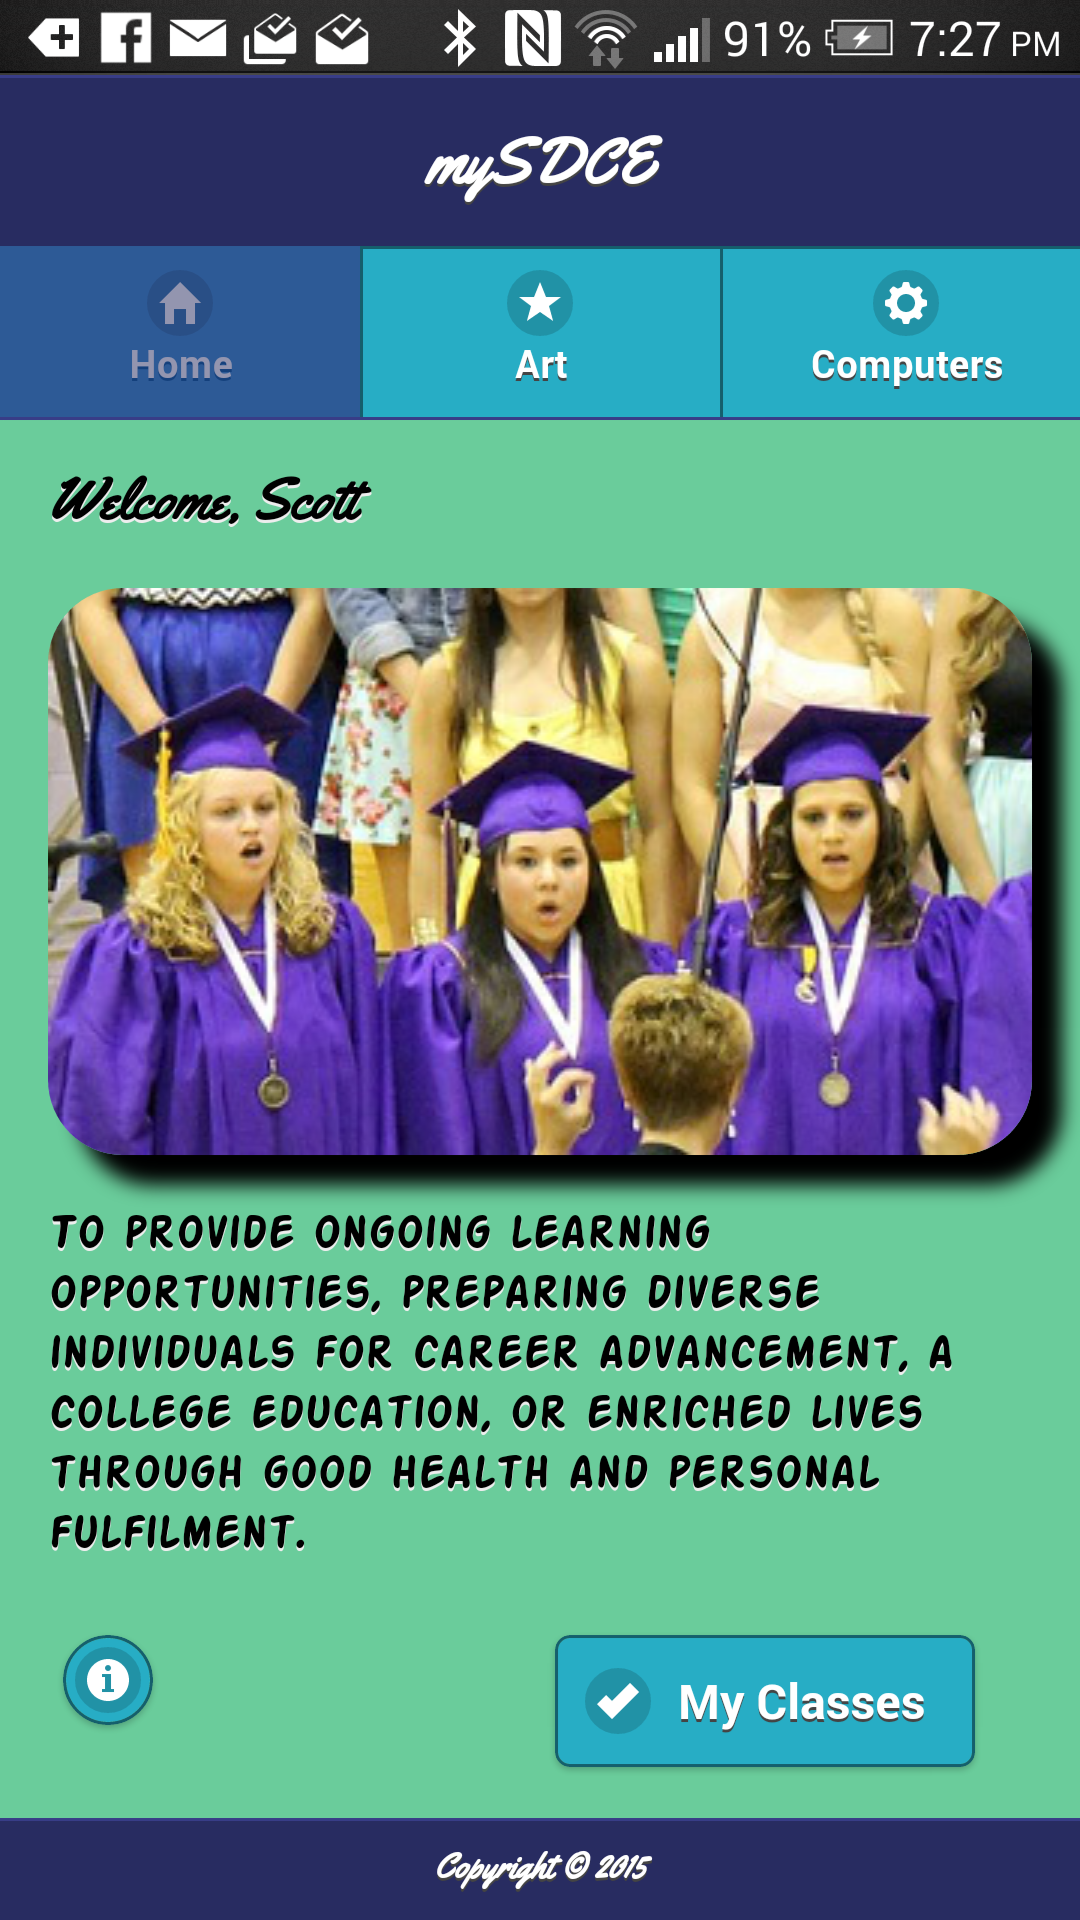 91% 7:27 PM
mySDCE
Home Art Computers
Welcome, Scott
TO PROVIDE ONGOING LEARNING
OPPORTUNITIES, PREPARING DIVERSE
INDIVIDUALS FOR CAREER ADVANCEMENT, A
COLLEGE EDUCATION, OR ENRICHED LIVES
THROUGH GOOD HEALTH AND PERSONAL
FULFILMENT.
My Classes
Copyright © 2015